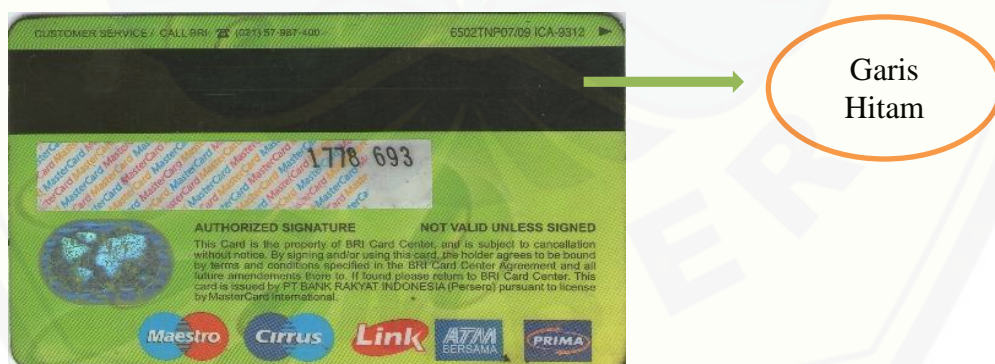 CUSTOMER SERVICE / CALL BRI ☎ (021) 57-987-400
6502TNP07/09 ICA-9312
Garis
Hitam
MasterCard
1778 693
AUTHORIZED SIGNATURE NOT VALID UNLESS SIGNED
This Card is the property of BRI Card Center, and is subject to cancellation
without notice. By signing and/or using this card, the holder agrees to be bound
by terms and conditions specified in the BRI Card Center Agreement and all
future amendements there to. If found please return to BRI Card Center. This
card is issued by PT BANK RAKYAT INDONESIA (Persero) pursuant to license
by MasterCard International.
Maestro Cirrus Link ATM BERSAMA PRIMA